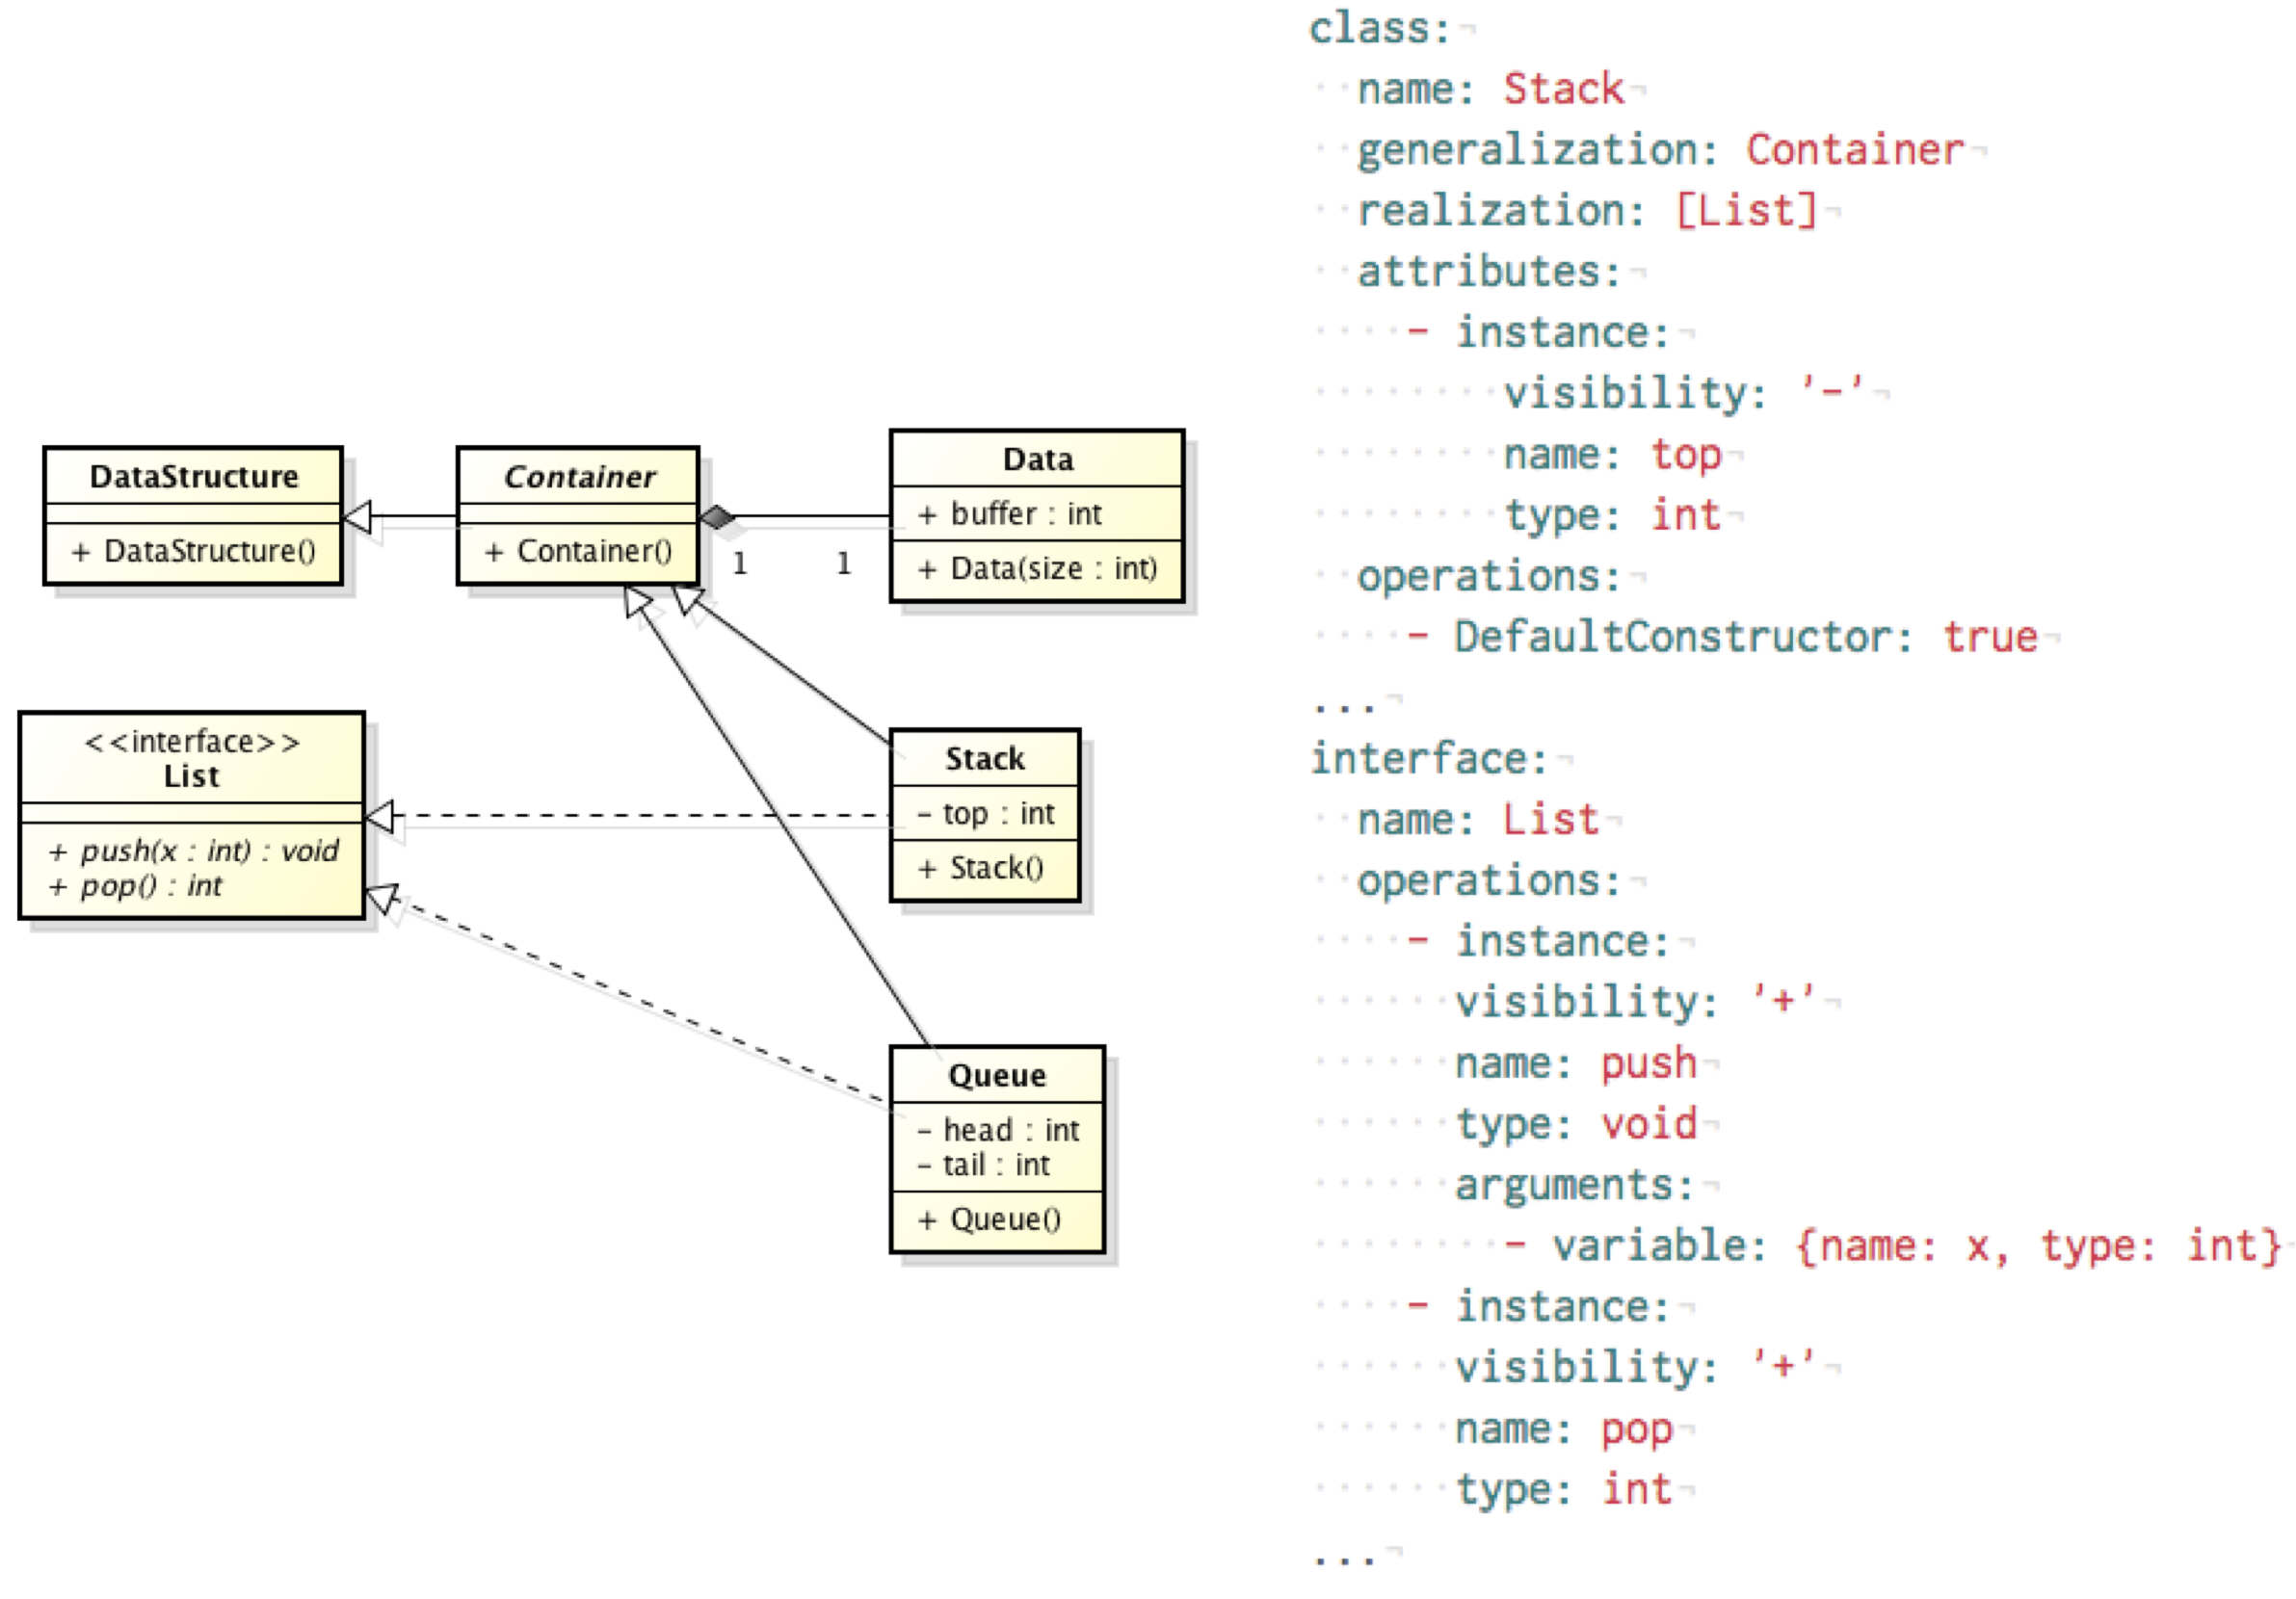 DataStructure
+ DataStructure()
Container
+ Container()
1
1
Data
+ buffer : int
+ Data(size : int)
<<interface>>
List
+ push(x : int) : void
+ pop() : int
Stack
- top : int
+ Stack()
Queue
- head : int
- tail : int
+ Queue()
class:
name: Stack
generalization: Container
realization: [List]
attributes:
- instance:
visibility: '-'
name: top
type: int
operations:
- DefaultConstructor: true
...
interface:
name: List
operations:
- instance:
visibility: '+'
name: push
type: void
arguments:
- variable: {name: x, type: int}
- instance:
visibility: '+'
name: pop
type: int
...